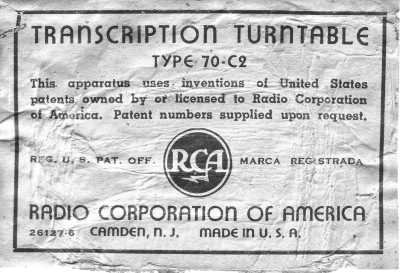 TRANSCRIPTION TURNTABLE
TYPE 70-C2
This apparatus uses inventions of United States
patents owned by or licensed to Radio Corporation
of America. Patent numbers supplied upon request.
REG. U. S. PAT. OFF. RCA MARCA REGISTRADA
RADIO CORPORATION OF AMERICA
26127-6 CAMDEN, N. J. MADE IN U. S. A.